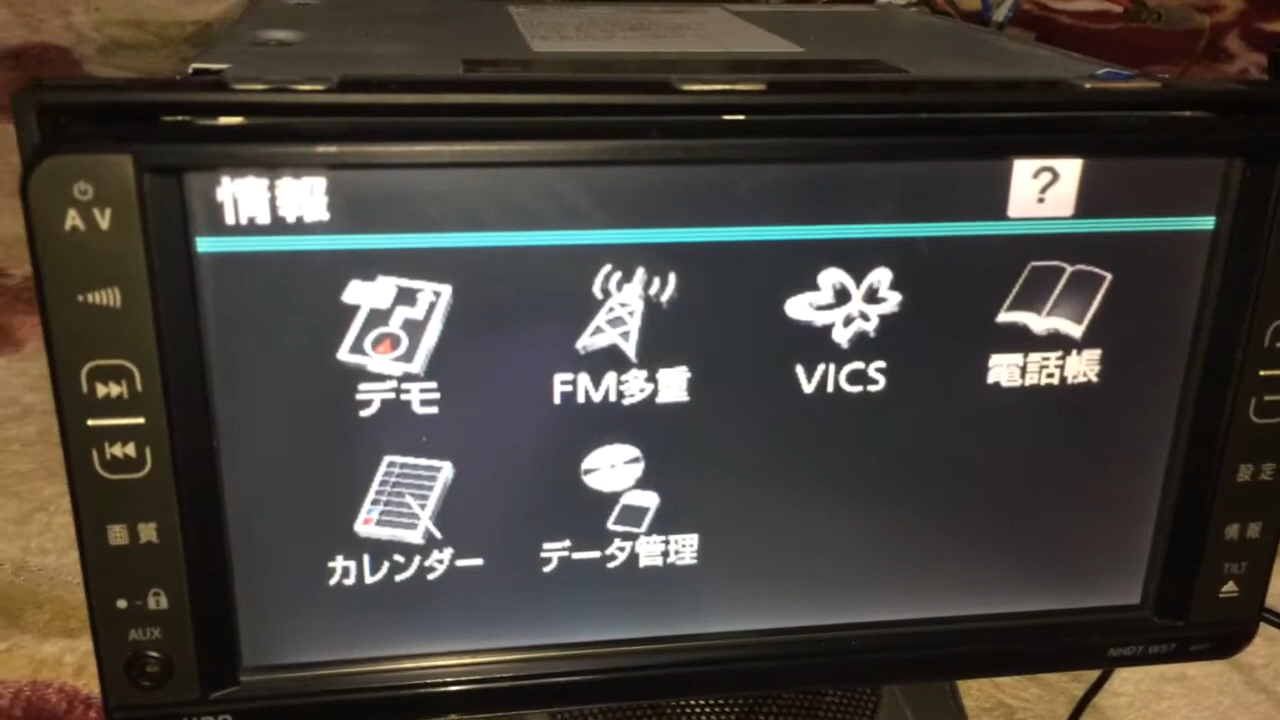 情報
?
AV
デモ
FM多重
VICS
電話帳
カレンダー
データ管理
画質
AUX
設定
情報
TILT
NHDT-W57